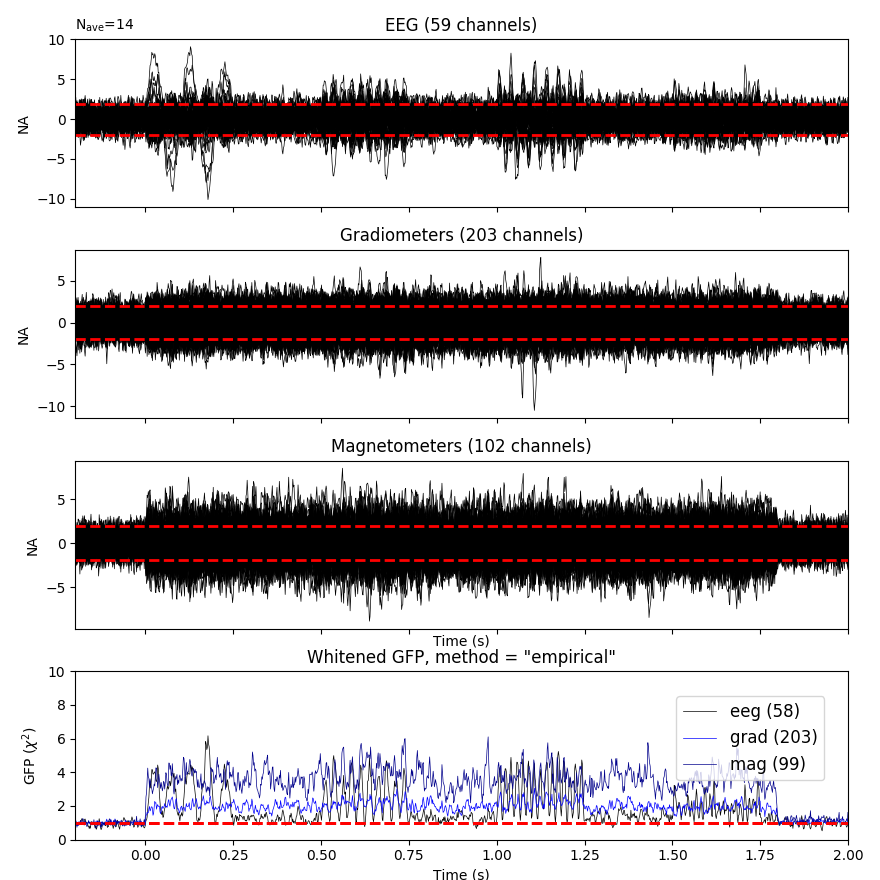 Nave=14
EEG (59 channels)
10
5
0
−5
−10
NA
Gradiometers (203 channels)
5
0
−5
−10
NA
Magnetometers (102 channels)
5
0
−5
NA
Time (s)
Whitened GFP, method = "empirical"
10
8
6
4
2
0
GFP (χ²)
eeg (58)
grad (203)
mag (99)
0.00 0.25 0.50 0.75 1.00 1.25 1.50 1.75 2.00
Time (s)